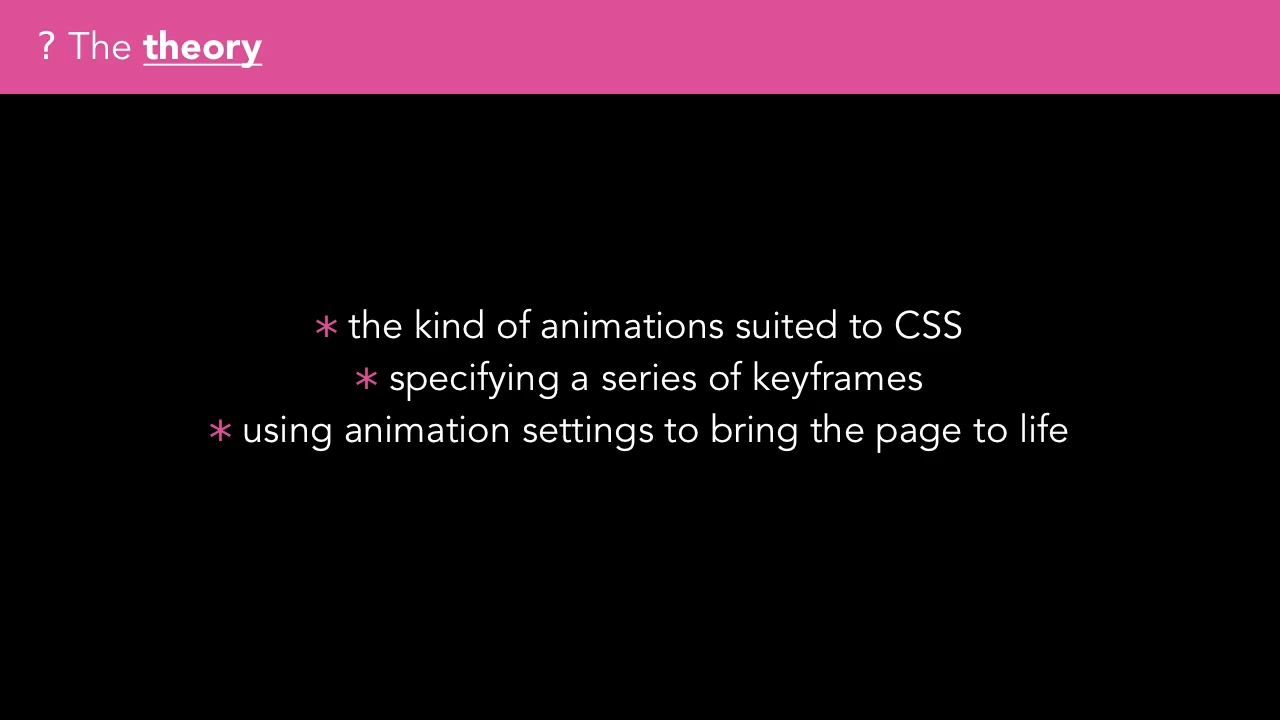 ? The theory
* the kind of animations suited to CSS
* specifying a series of keyframes
* using animation settings to bring the page to life